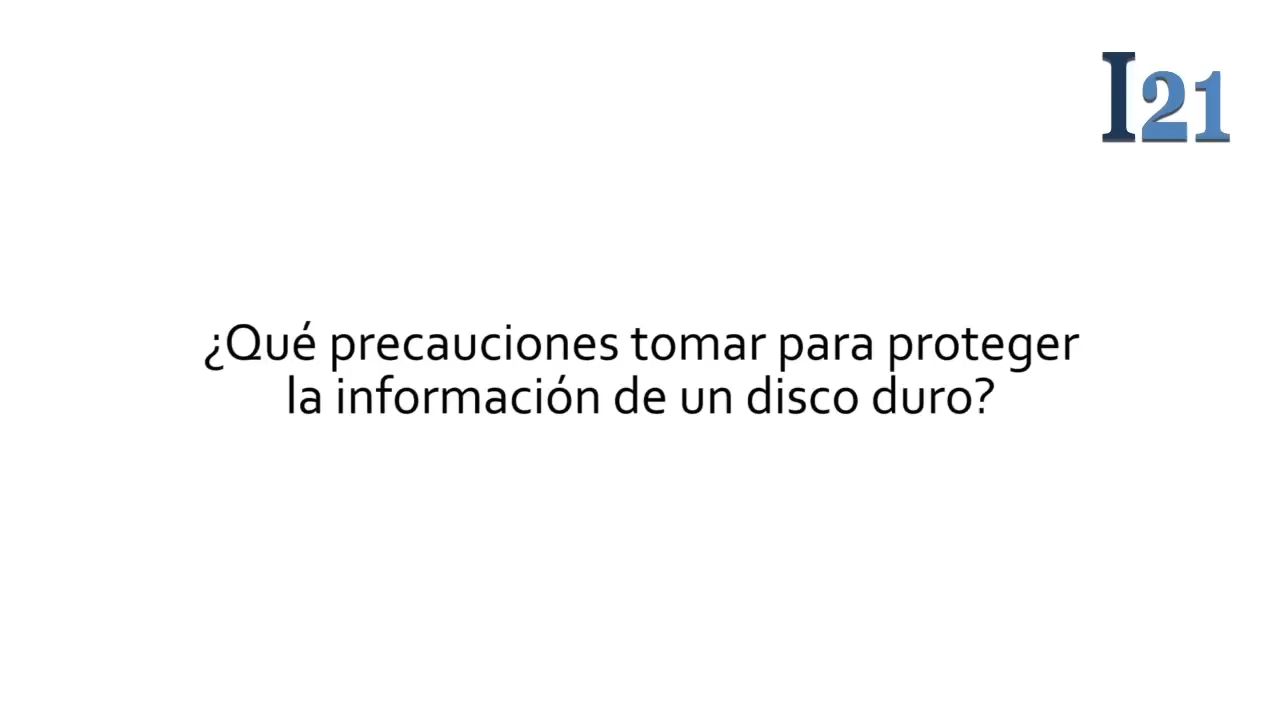 I21
¿Qué precauciones tomar para proteger
la información de un disco duro?